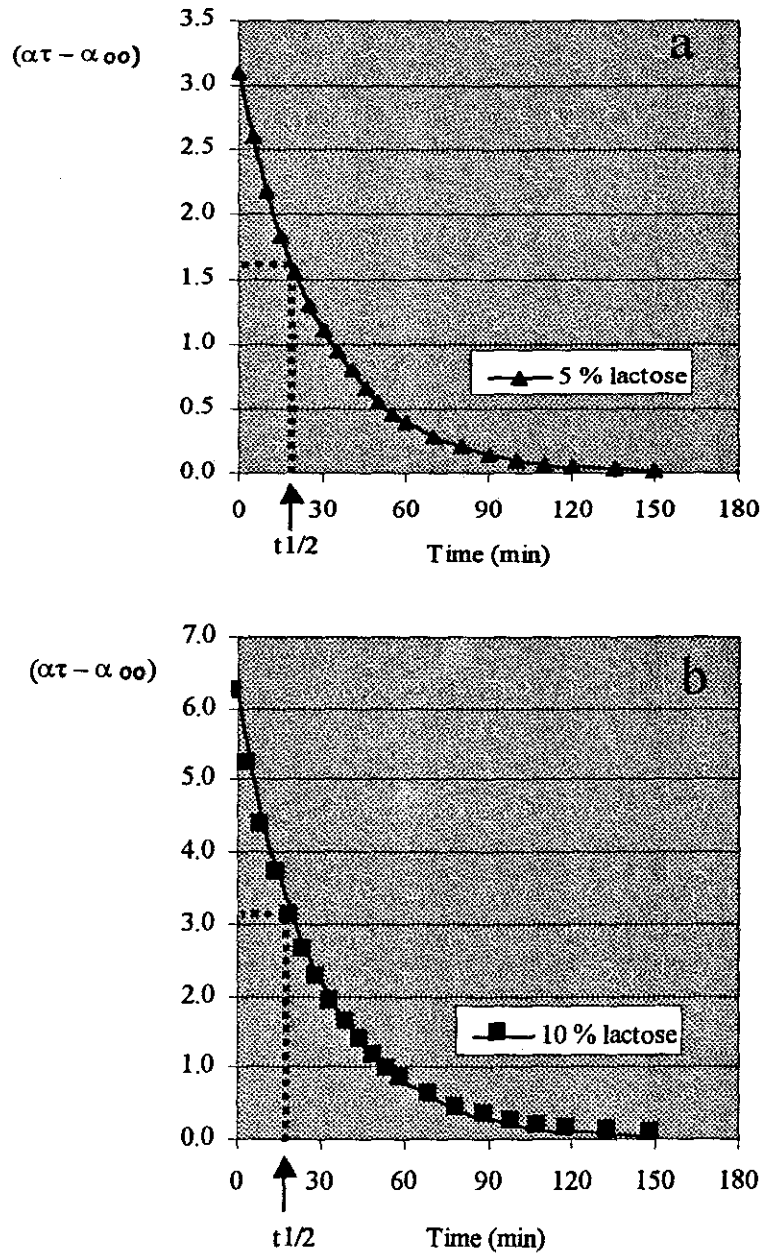 3.5
a
(ατ – α oo)
3.0
2.5
2.0
1.5
1.0
5 % lactose
0.5
0.0
0 30 60 90 120 150 180
t1/2
Time (min)
7.0
b
(ατ – α oo)
6.0
5.0
4.0
3.0
2.0
10 % lactose
1.0
0.0
0 30 60 90 120 150 180
t1/2
Time (min)